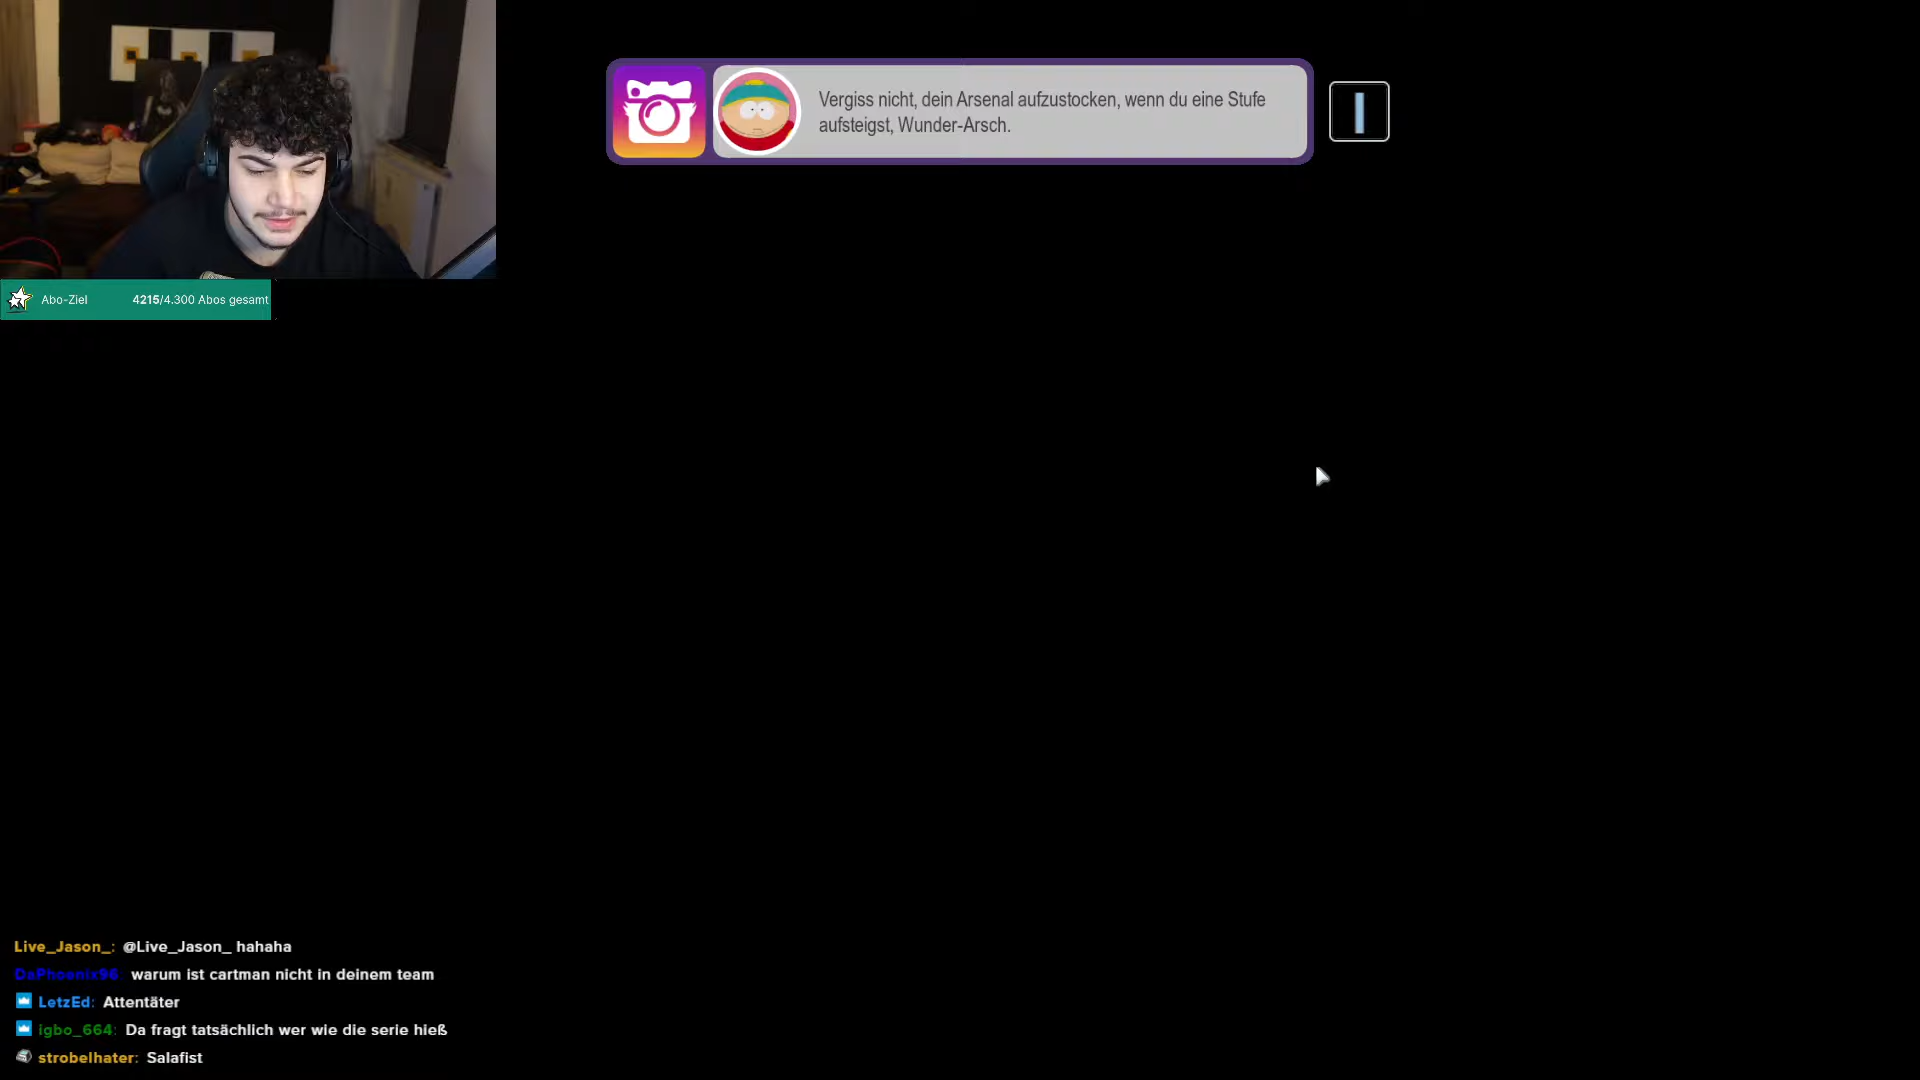 Vergiss nicht, dein Arsenal aufzustocken, wenn du eine Stufe
aufsteigst, Wunder-Arsch.
Abo-Ziel 4215/4.300 Abos gesamt
Live_Jason_: @Live_Jason_ hahaha
DaPhoenix96: warum ist cartman nicht in deinem team
LetzEd: Attentäter
igbo_664: Da fragt tatsächlich wer wie die serie hieß
strobelhater: Salafist